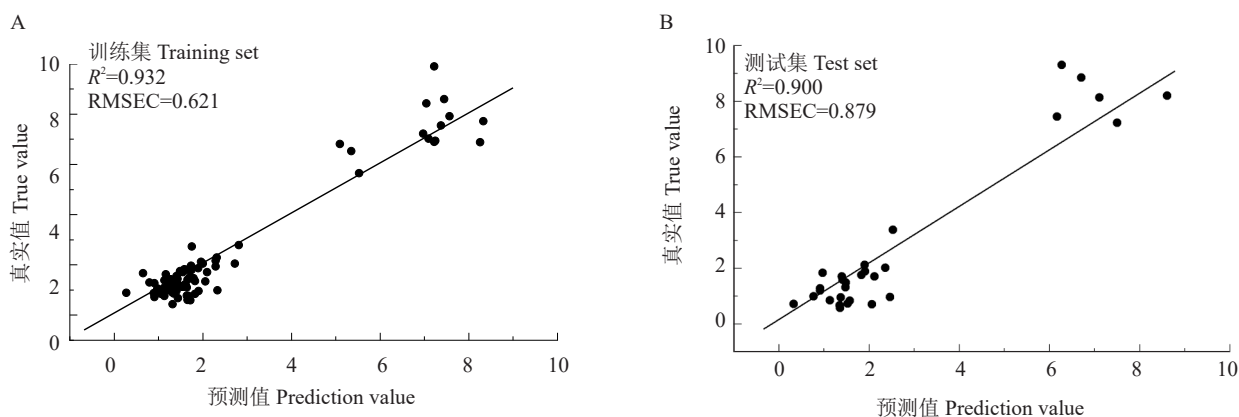 A
训练集 Training set
R²=0.932
RMSEC=0.621
10
8
6
4
2
0
真实值 True value
0 2 4 6 8 10
预测值 Prediction value
B
测试集 Test set
R²=0.900
RMSEC=0.879
10
8
6
4
2
0
真实值 True value
0 2 4 6 8 10
预测值 Prediction value